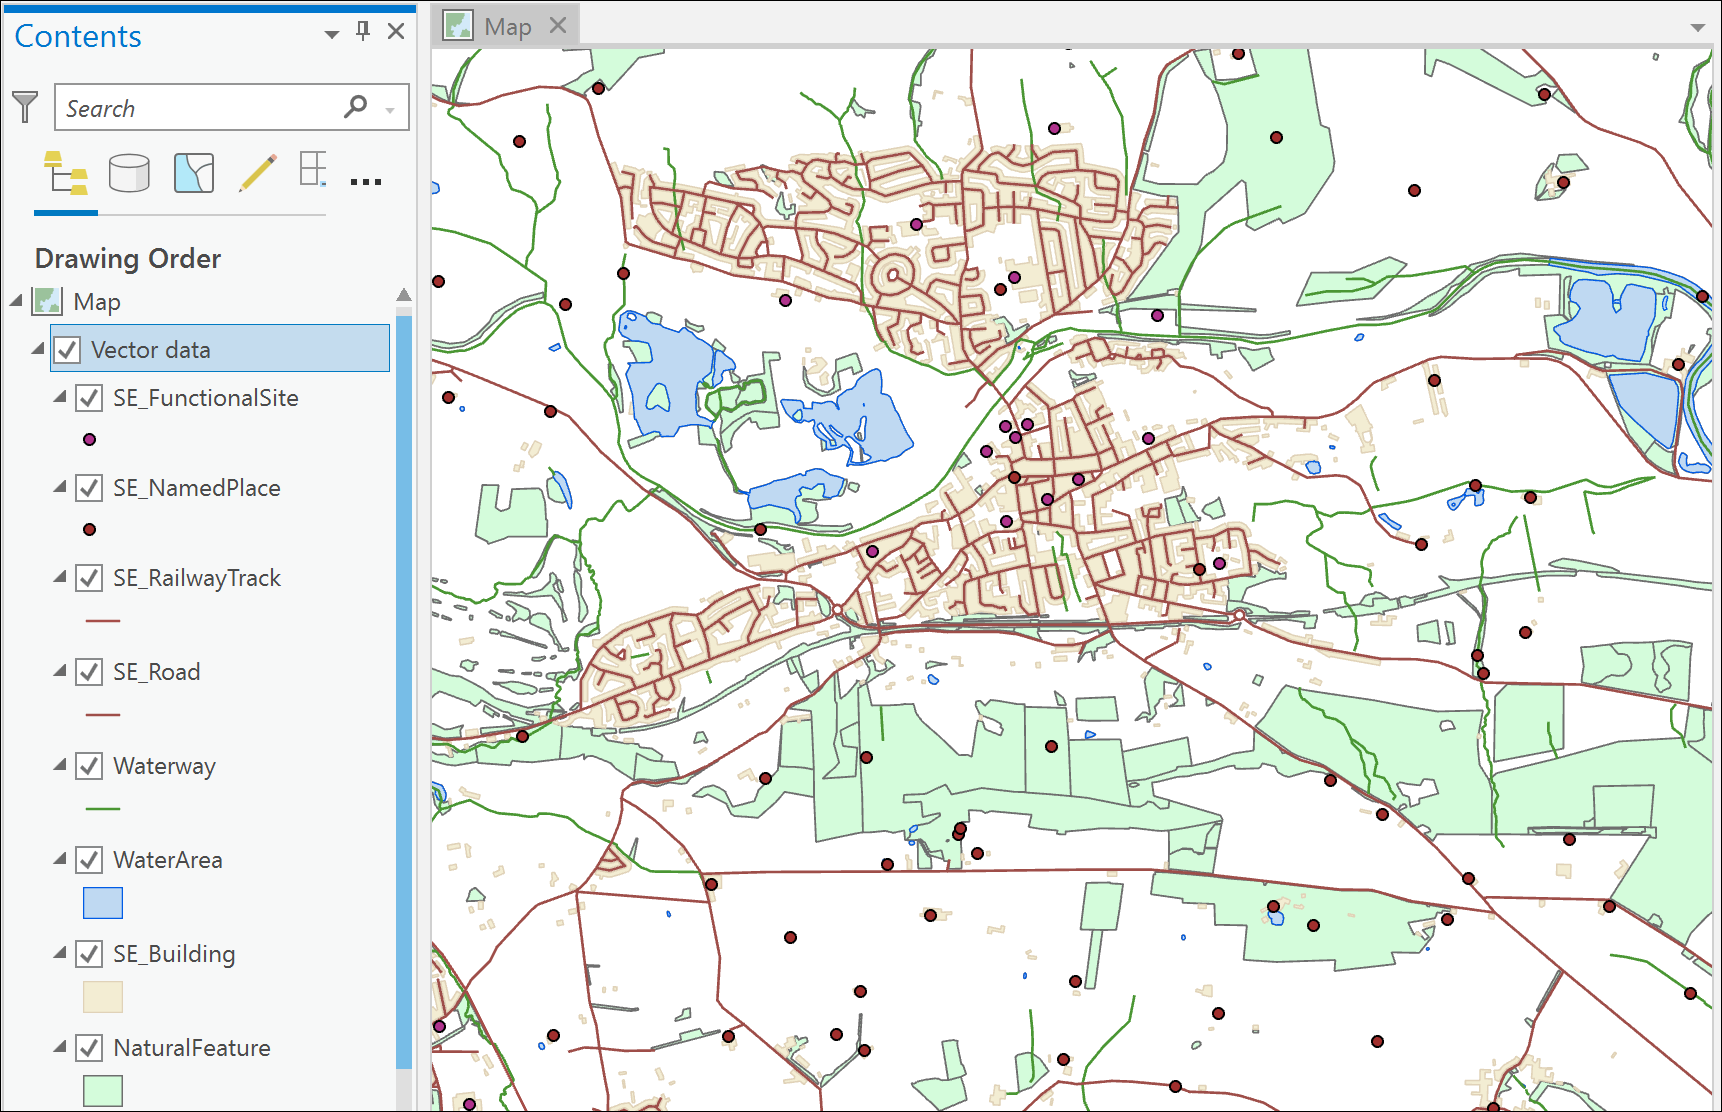 Contents
Map
Search
Drawing Order
Map
Vector data
SE_FunctionalSite
SE_NamedPlace
SE_RailwayTrack
SE_Road
Waterway
WaterArea
SE_Building
NaturalFeature